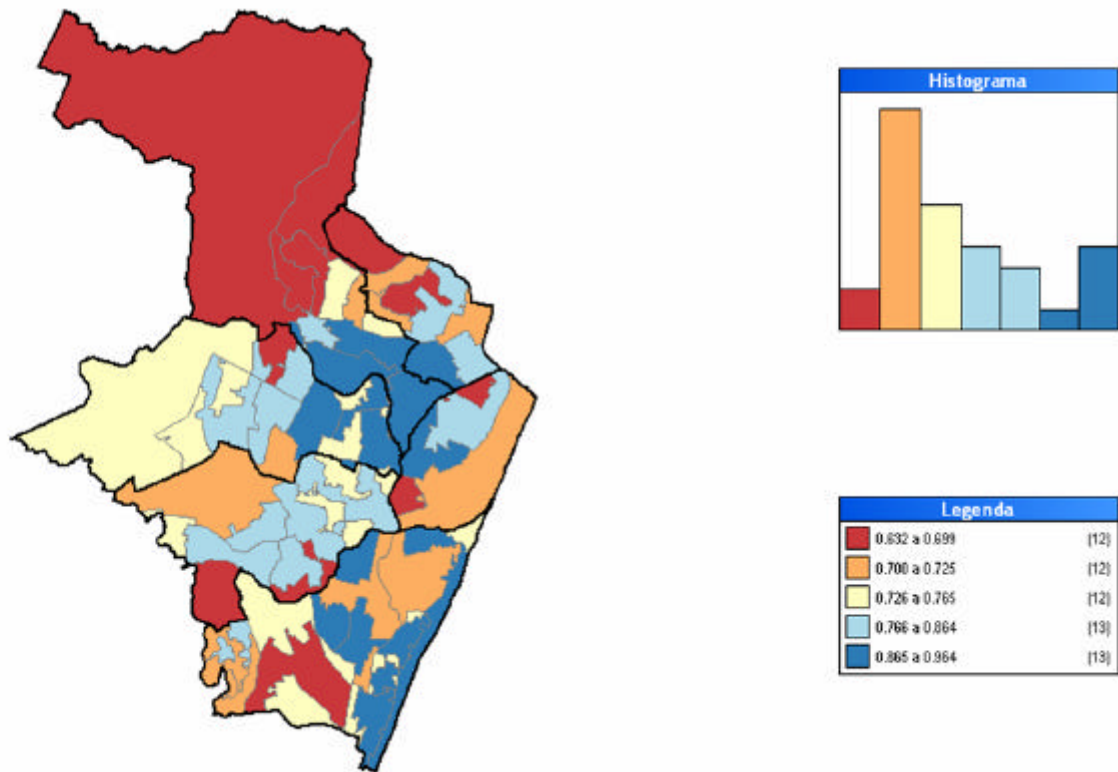 Histograma
Legenda
0.632 a 0.699 (12)
0.700 a 0.725 (12)
0.726 a 0.765 (12)
0.766 a 0.864 (13)
0.865 a 0.964 (13)